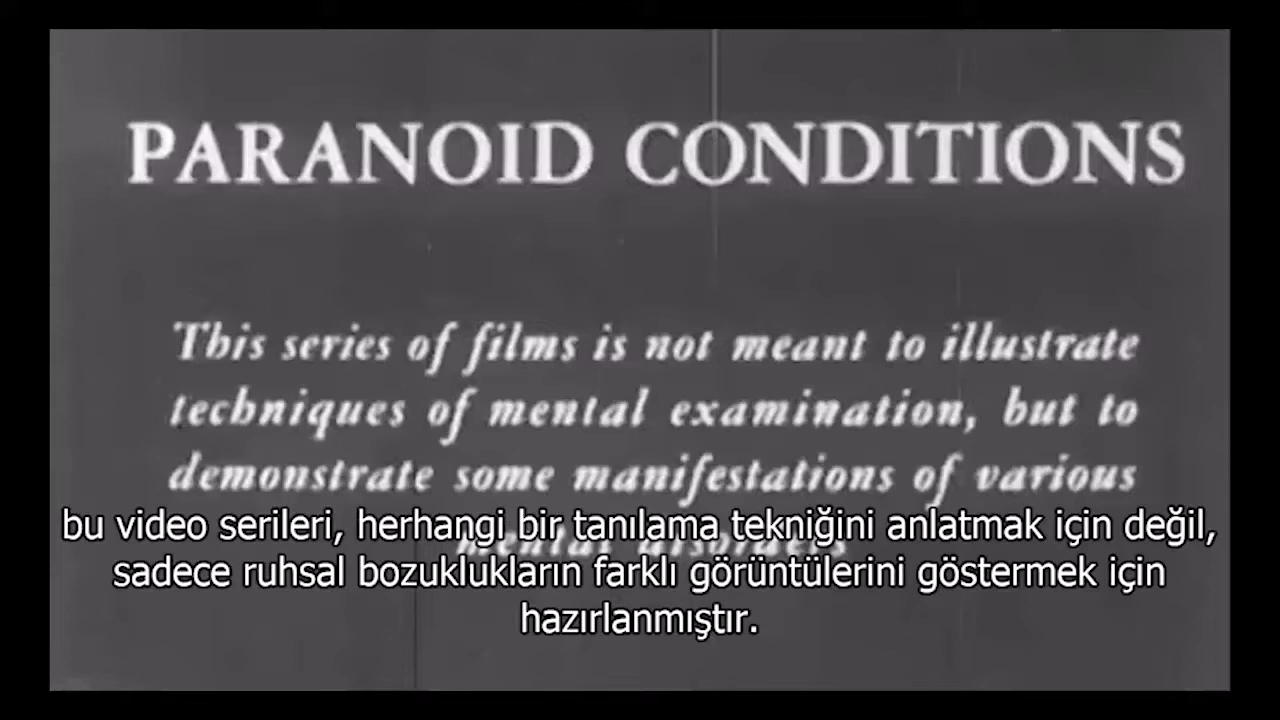 PARANOID CONDITIONS
This series of films is not meant to illustrate
techniques of mental examination, but to
demonstrate some manifestations of various
mental disorders
bu video serileri, herhangi bir tanılama tekniğini anlatmak için değil,
sadece ruhsal bozuklukların farklı görüntülerini göstermek için
hazırlanmıştır.